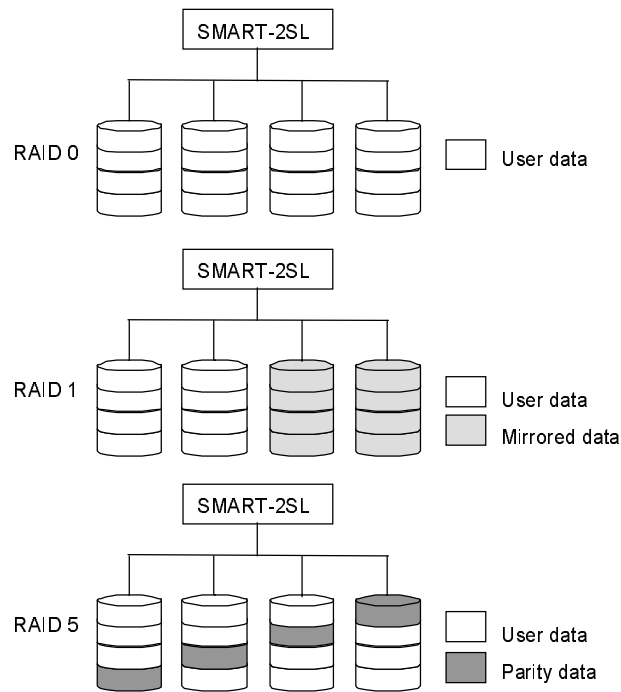 SMART-2SL
RAID 0
User data
SMART-2SL
RAID 1
User data
Mirrored data
SMART-2SL
RAID 5
User data
Parity data